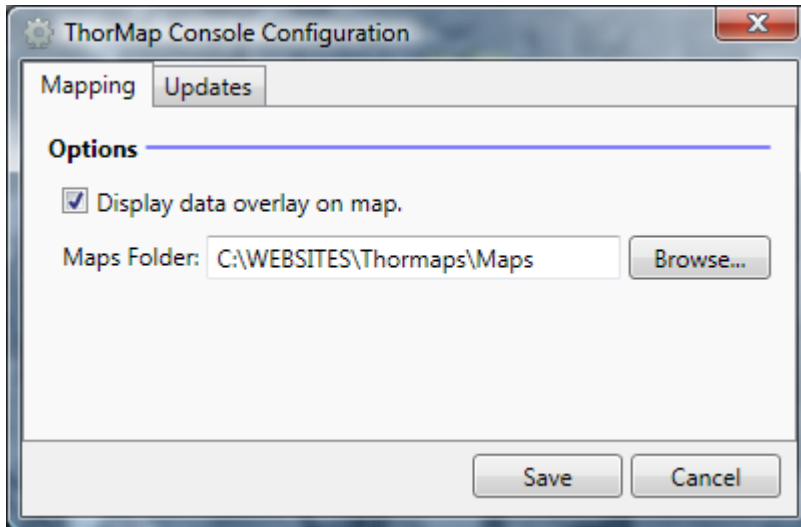 ThorMap Console Configuration
Mapping Updates
Options
Display data overlay on map.
Maps Folder: C:\WEBSITES\Thormaps\Maps Browse...
Save Cancel